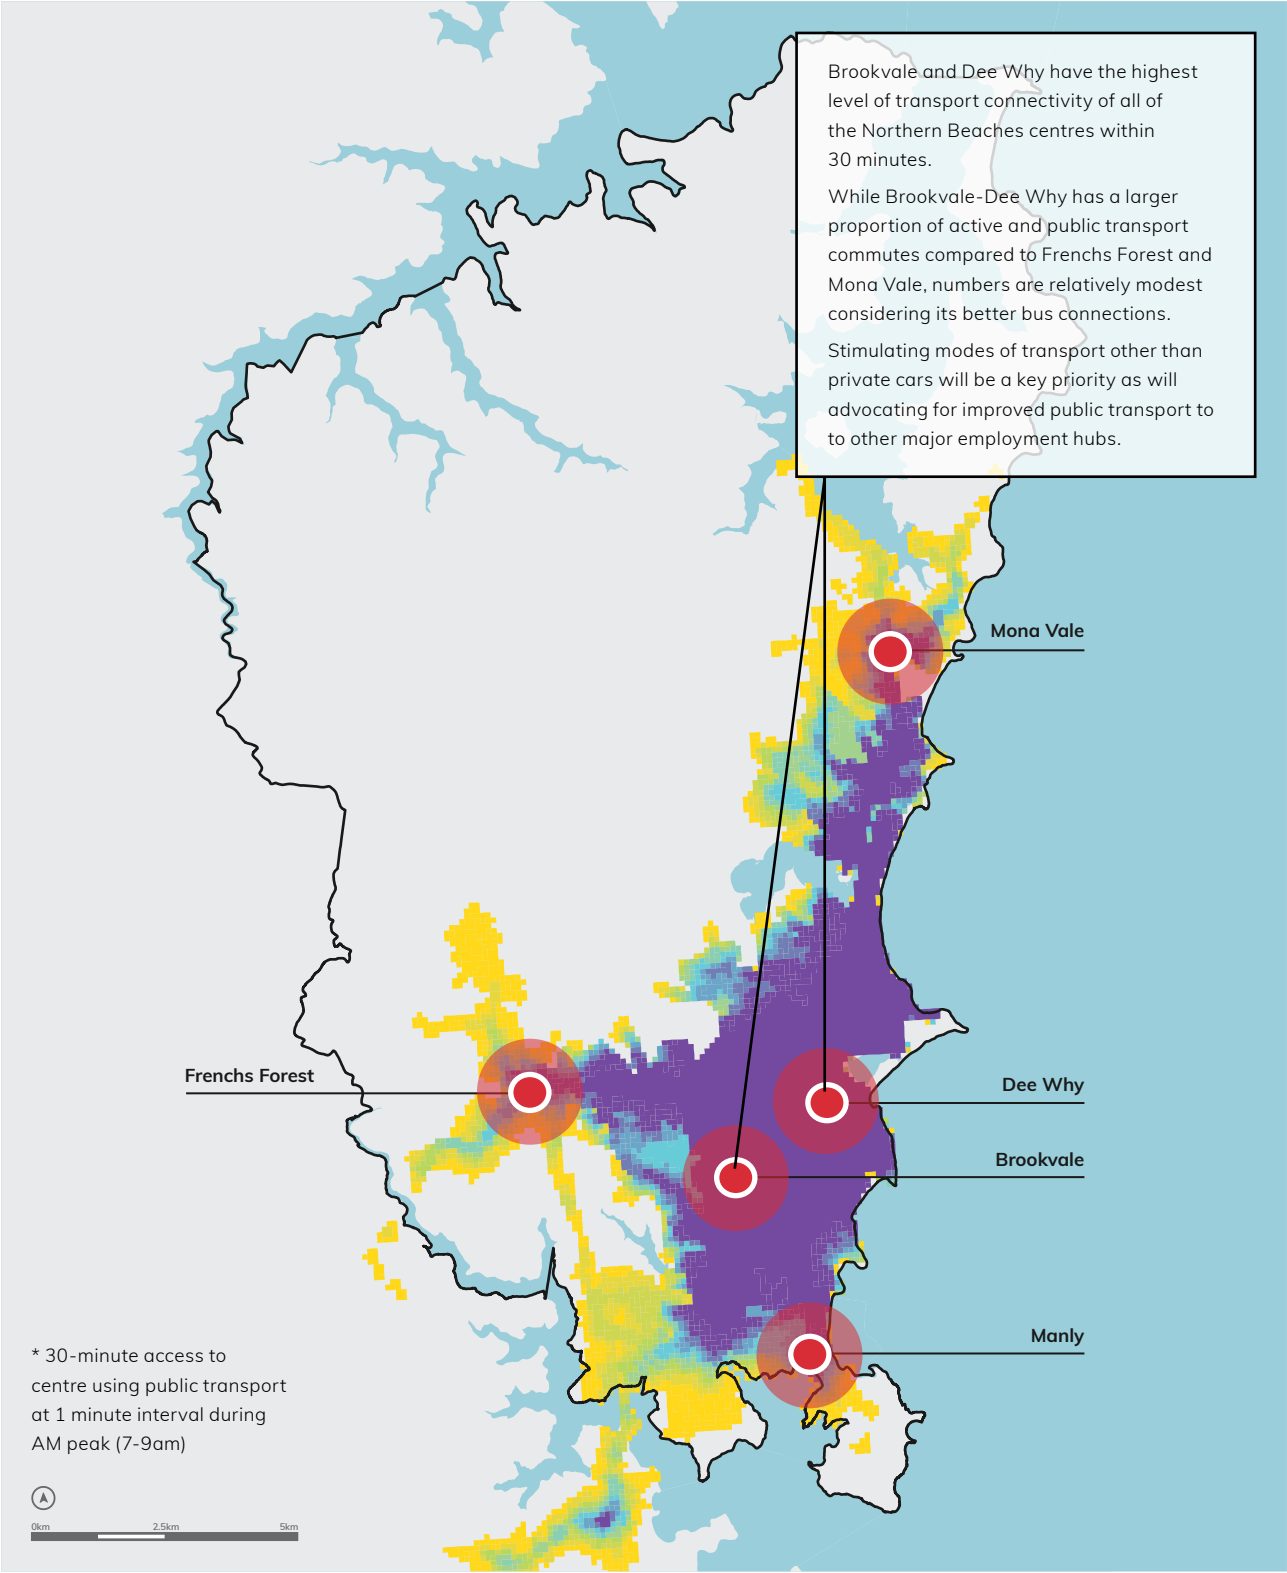 Brookvale and Dee Why have the highest
level of transport connectivity of all of
the Northern Beaches centres within
30 minutes.
While Brookvale-Dee Why has a larger
proportion of active and public transport
commutes compared to Frenchs Forest and
Mona Vale, numbers are relatively modest
considering its better bus connections.
Stimulating modes of transport other than
private cars will be a key priority as will
advocating for improved public transport to
to other major employment hubs.
Mona Vale
Frenchs Forest
Dee Why
Brookvale
Manly
* 30-minute access to
centre using public transport
at 1 minute interval during
AM peak (7-9am)
0km 2.5km 5km